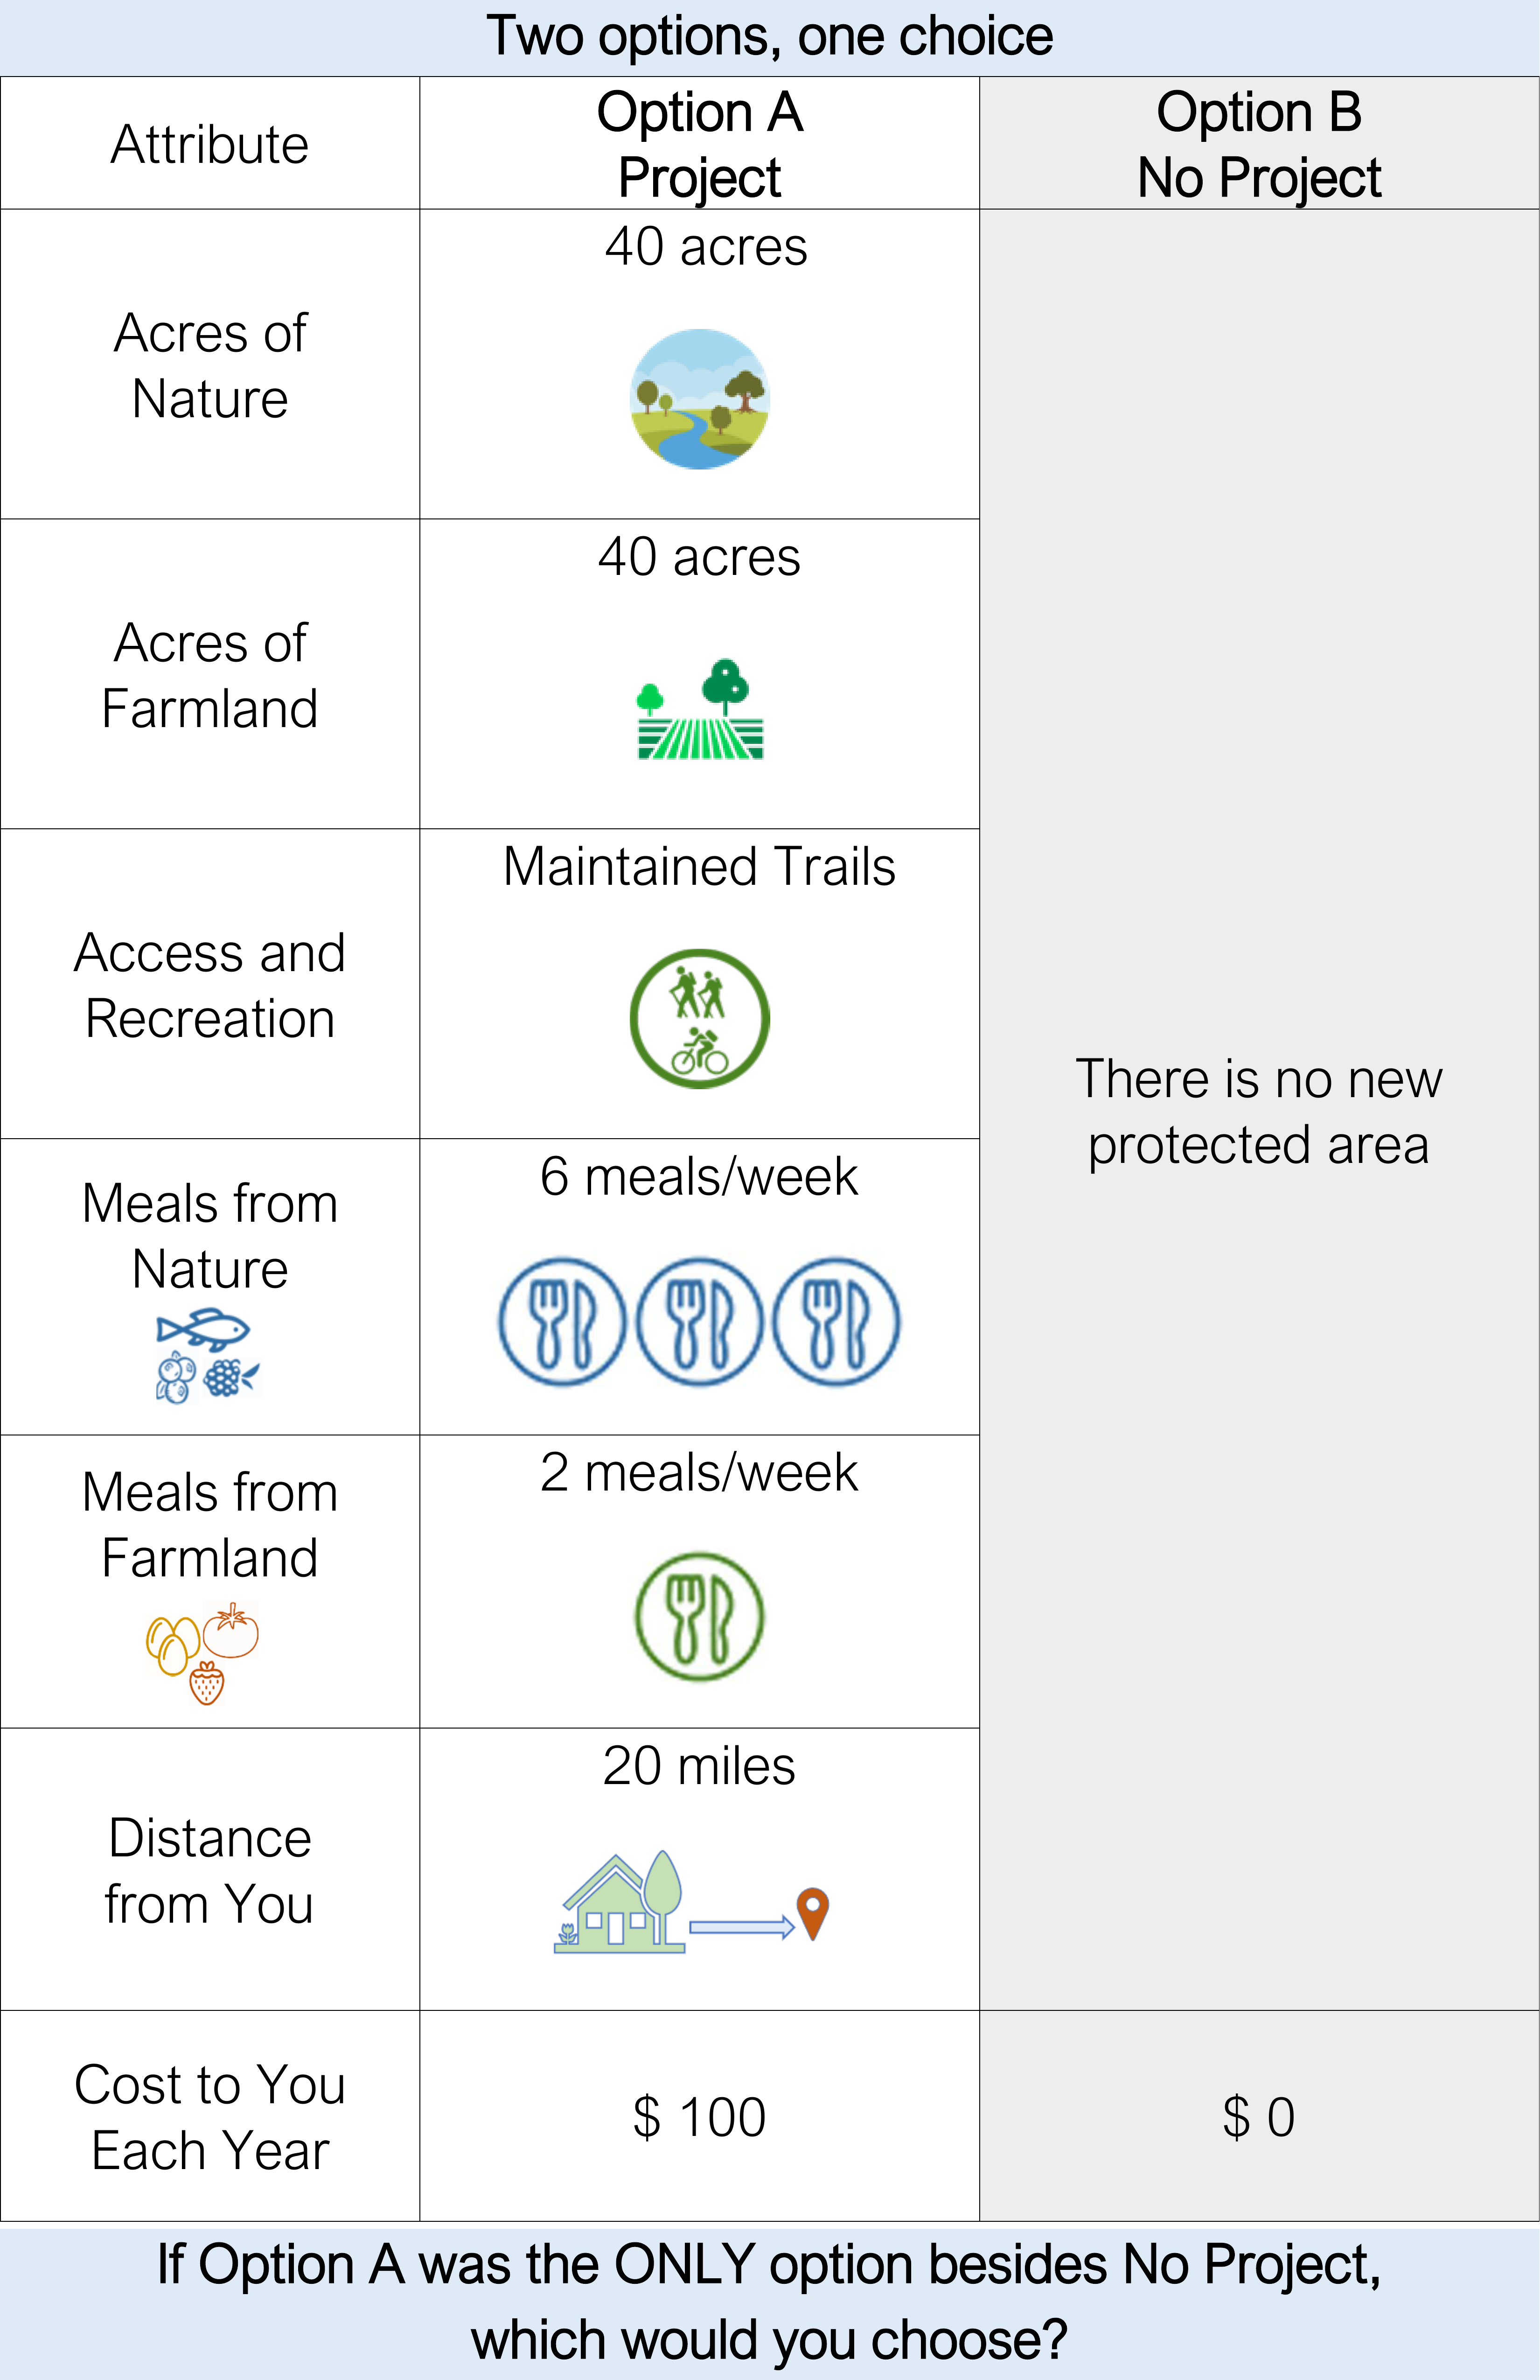 Two options, one choice
Attribute
Option A
Project
Option B
No Project
Acres of
Nature
40 acres
Acres of
Farmland
40 acres
Access and
Recreation
Maintained Trails
There is no new
protected area
Meals from
Nature
6 meals/week
Meals from
Farmland
2 meals/week
Distance
from You
20 miles
Cost to You
Each Year
$ 100
$ 0
If Option A was the ONLY option besides No Project,
which would you choose?